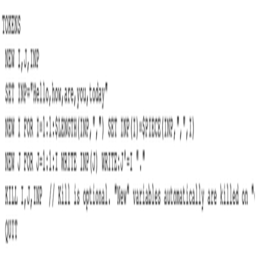 TOKENS
NEW I,J,INP
SET INP="Hello,how,are,you,today"
NEW I FOR I=1:1:$LENGTH(INP,",") SET INP(I)=$PIECE(INP,",",I)
NEW J FOR J=1:1:I WRITE INP(J) WRITE:J'=I "."
KILL I,J,INP // Kill is optional. "New" variables automatically are killed on "
QUIT